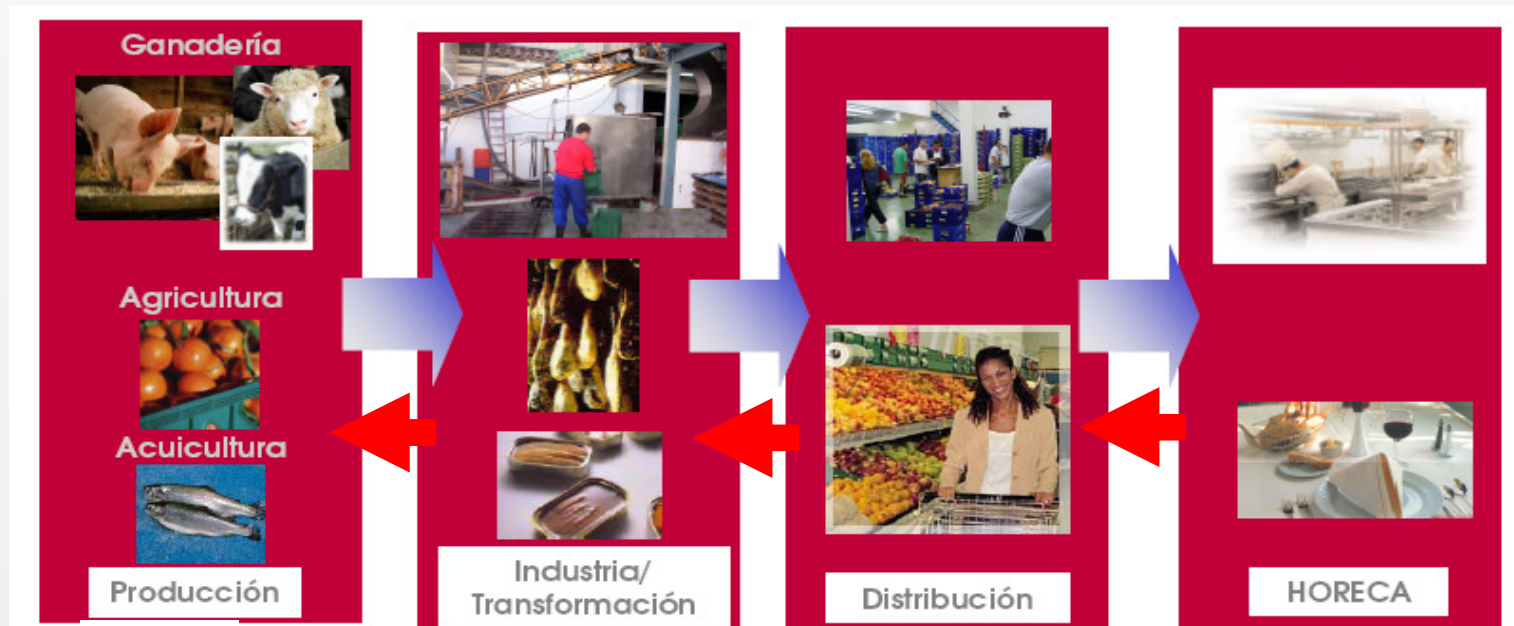 Ganadería
Agricultura
Acuicultura
Producción
Industria/
Transformación
Distribución
HORECA